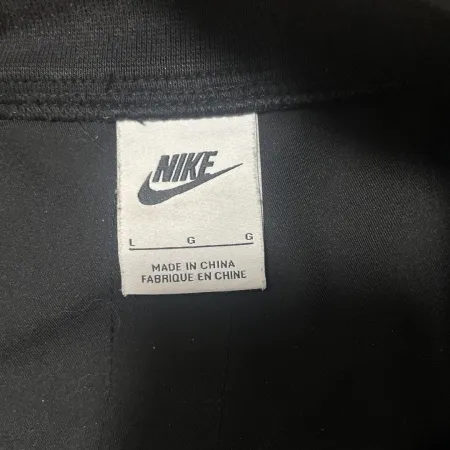 NIKE
L G G
MADE IN CHINA
FABRIQUE EN CHINE